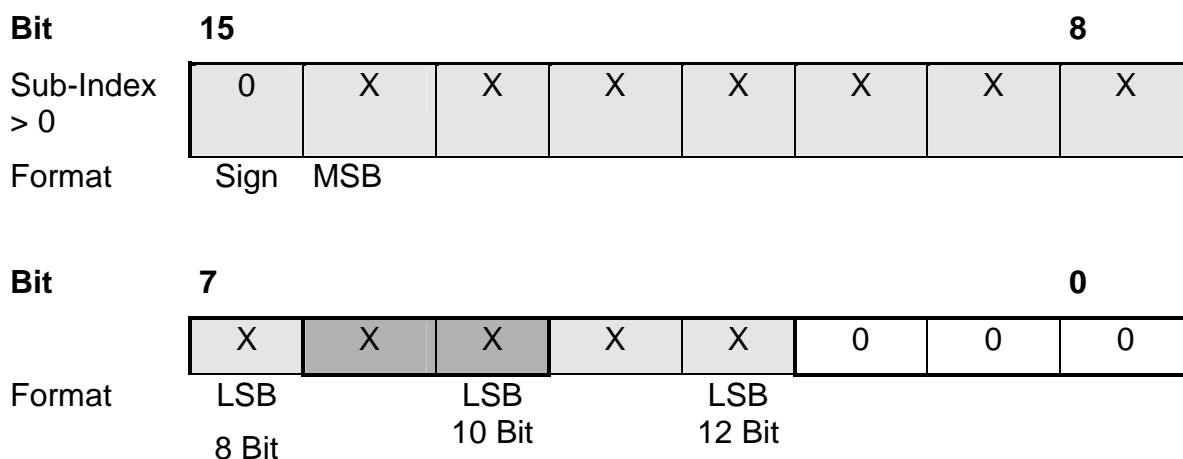 Bit 15 8
Sub-Index > 0 0 X X X X X X X
Format Sign MSB
Bit 7 0
X X X X X 0 0 0
Format LSB 8 Bit LSB 10 Bit LSB 12 Bit